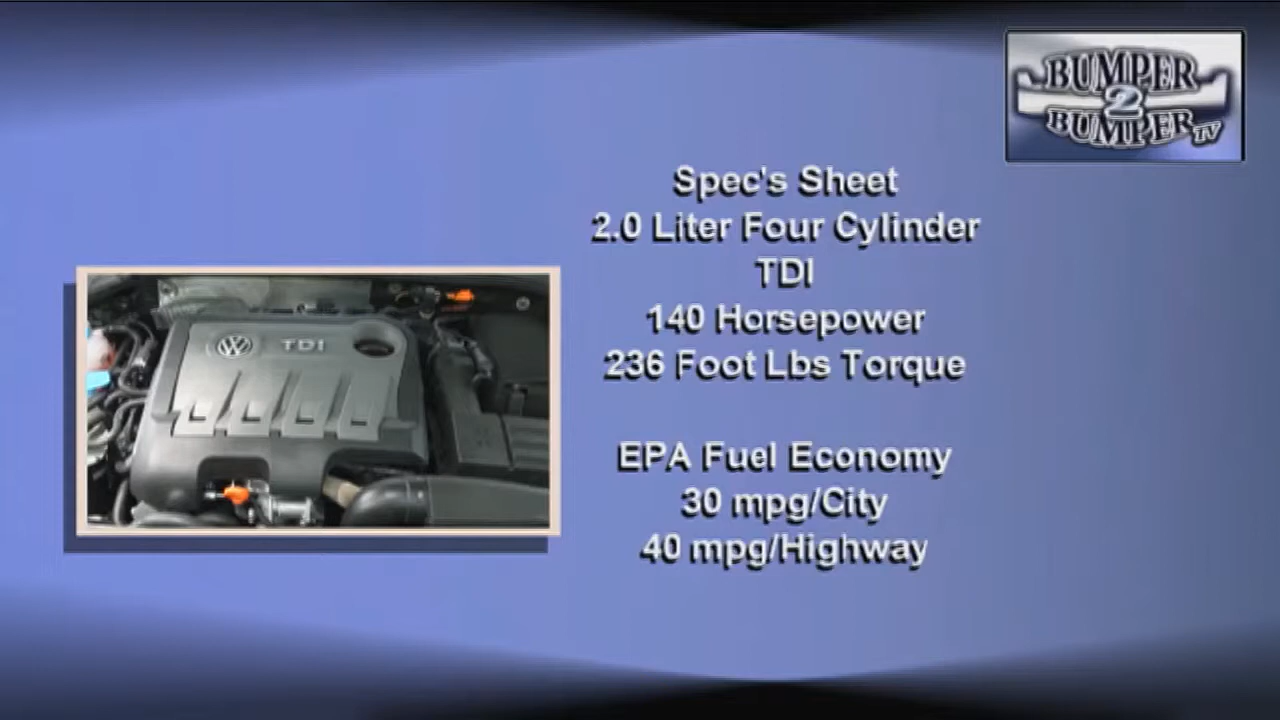 BUMPER
2
BUMPER TV
Spec's Sheet
2.0 Liter Four Cylinder
TDI
140 Horsepower
236 Foot Lbs Torque
EPA Fuel Economy
30 mpg/City
40 mpg/Highway
TDI